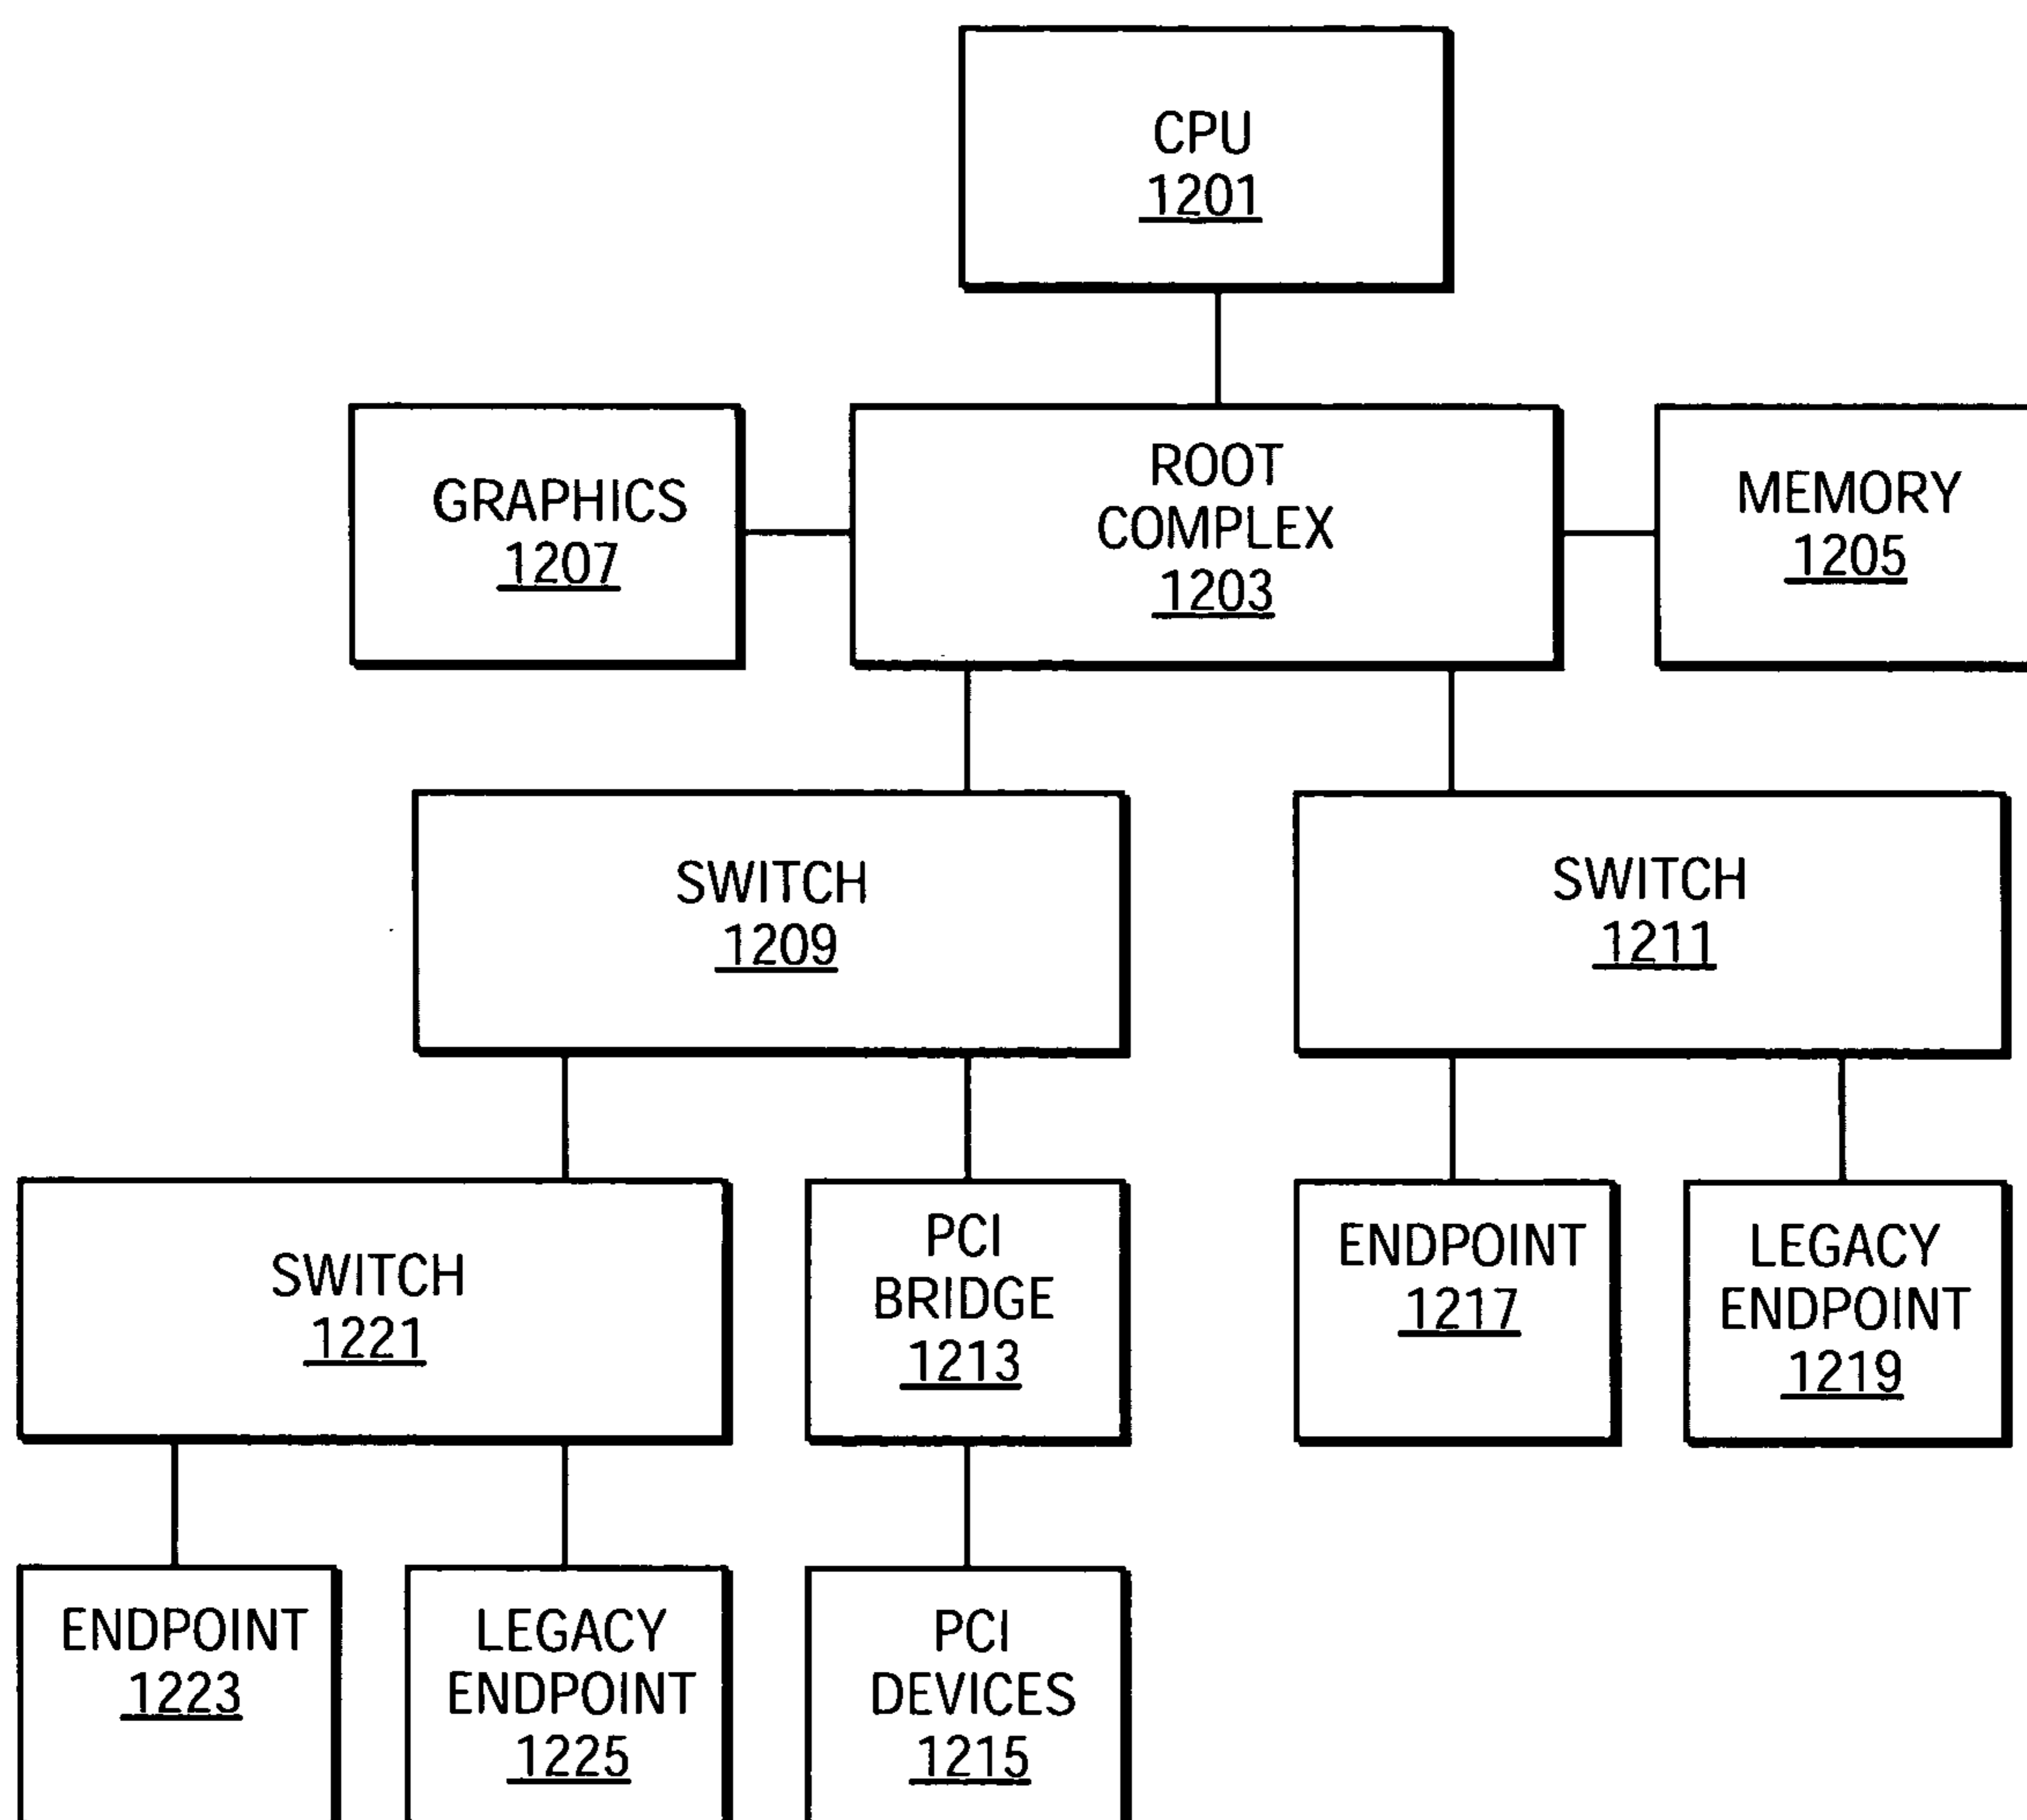 CPU
1201
GRAPHICS
1207
ROOT
COMPLEX
1203
MEMORY
1205
SWITCH
1209
SWITCH
1211
SWITCH
1221
PCI
BRIDGE
1213
ENDPOINT
1217
LEGACY
ENDPOINT
1219
ENDPOINT
1223
LEGACY
ENDPOINT
1225
PCI
DEVICES
1215